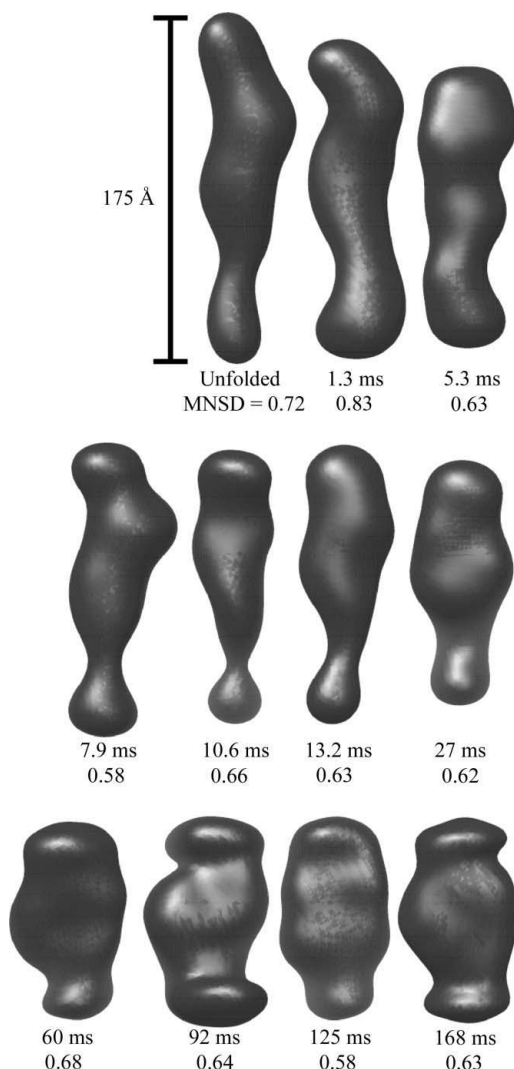 175 Å
Unfolded 1.3 ms 5.3 ms
MNSD = 0.72 0.83 0.63
7.9 ms 10.6 ms 13.2 ms 27 ms
0.58 0.66 0.63 0.62
60 ms 92 ms 125 ms 168 ms
0.68 0.64 0.58 0.63